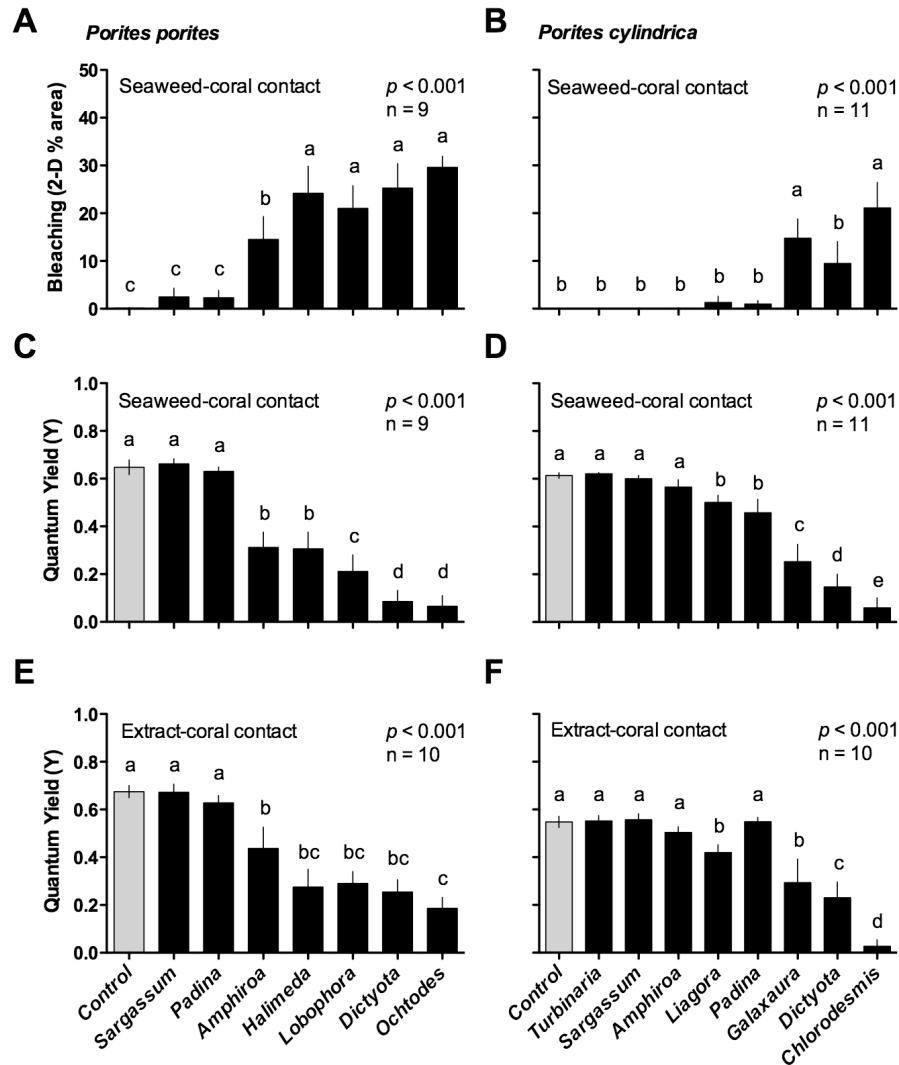 A
Porites porites
B
Porites cylindrica
Bleaching (2-D % area)
50
40
30
20
10
0
Seaweed-coral contact
p < 0.001
n = 9
c
c
c
b
a
a
a
a
Seaweed-coral contact
p < 0.001
n = 11
b
b
b
b
b
b
a
b
a
C
D
Quantum Yield (Y)
1.0
0.8
0.6
0.4
0.2
0.0
Seaweed-coral contact
p < 0.001
n = 9
a
a
a
b
b
c
d
d
Seaweed-coral contact
p < 0.001
n = 11
a
a
a
a
b
b
c
d
e
E
F
Quantum Yield (Y)
1.0
0.8
0.6
0.4
0.2
0.0
Extract-coral contact
p < 0.001
n = 10
a
a
a
b
bc
bc
bc
c
Extract-coral contact
p < 0.001
n = 10
a
a
a
a
b
a
b
c
d
Control
Sargassum
Padina
Amphiroa
Halimeda
Lobophora
Dictyota
Ochtodes
Control
Turbinaria
Sargassum
Amphiroa
Liagora
Padina
Galaxaura
Dictyota
Chlorodesmis